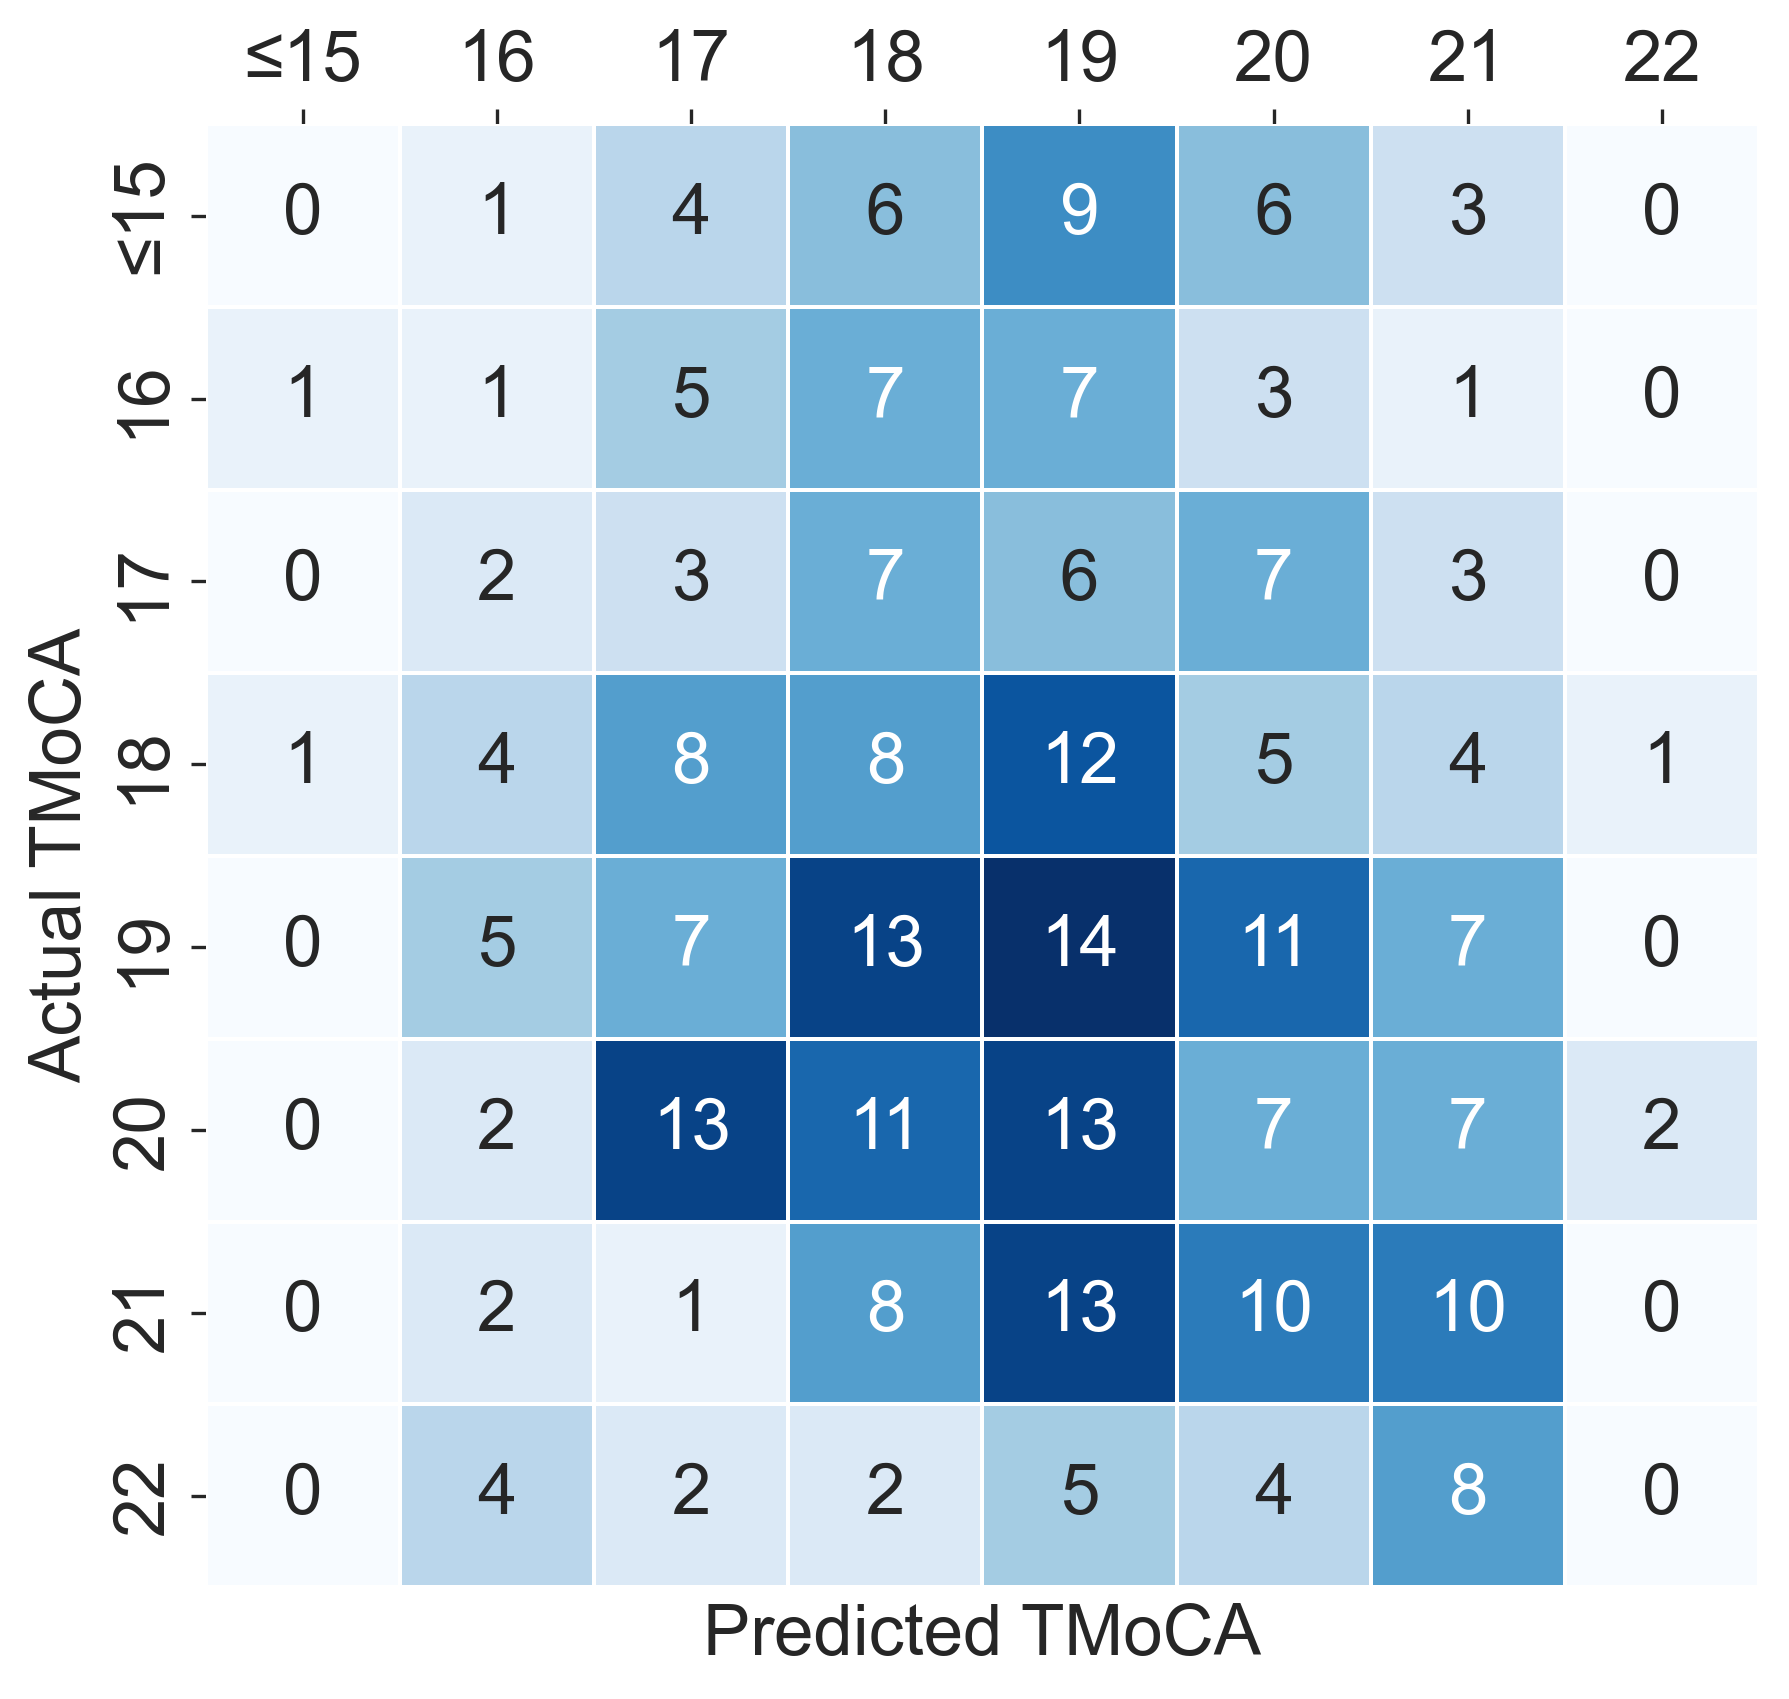 ≤15 16 17 18 19 20 21 22
≤15 0 1 4 6 9 6 3 0
16 1 1 5 7 7 3 1 0
17 0 2 3 7 6 7 3 0
18 1 4 8 8 12 5 4 1
19 0 5 7 13 14 11 7 0
20 0 2 13 11 13 7 7 2
21 0 2 1 8 13 10 10 0
22 0 4 2 2 5 4 8 0
Actual TMoCA
Predicted TMoCA